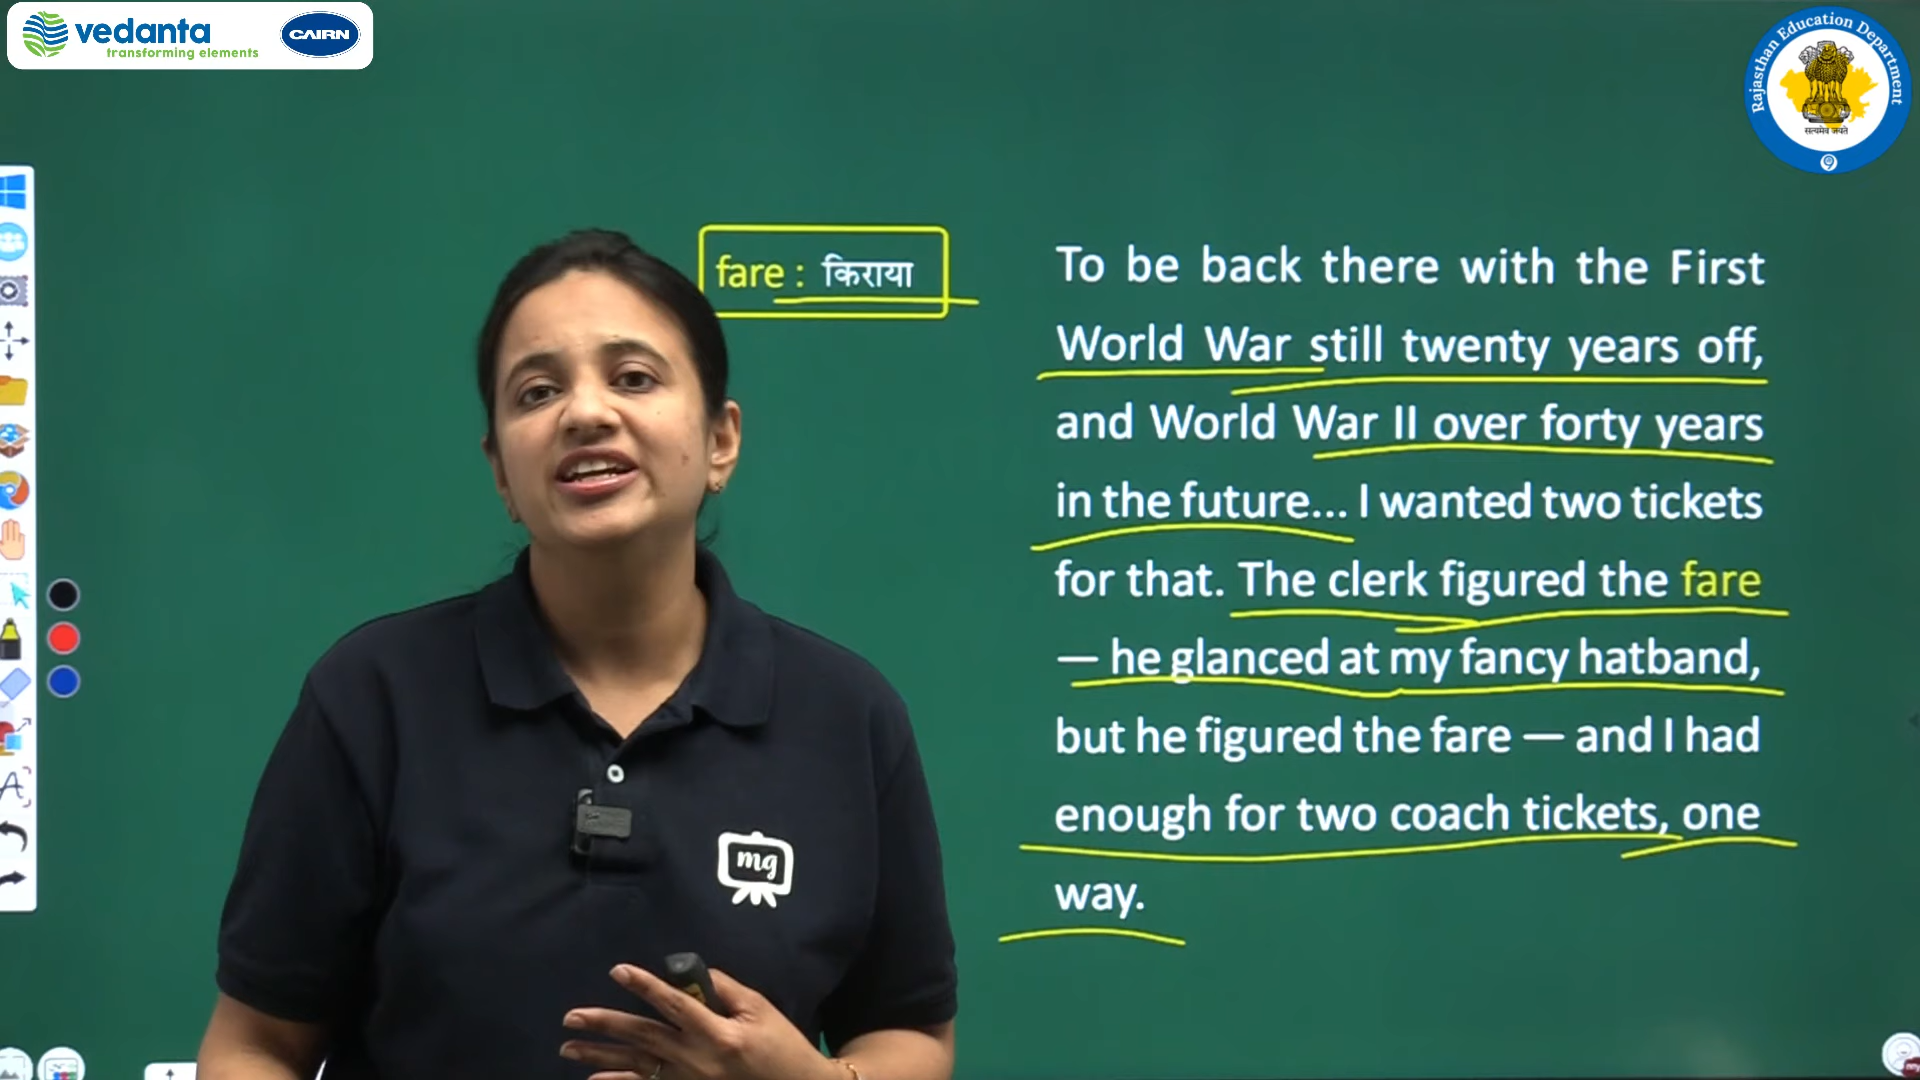 vedanta
transforming elements
CAIRN
Rajasthan Education Department
सत्यमेव जयते
fare : किराया
To be back there with the First
World War still twenty years off,
and World War II over forty years
in the future... I wanted two tickets
for that. The clerk figured the fare
— he glanced at my fancy hatband,
but he figured the fare — and I had
enough for two coach tickets, one
way.
mg